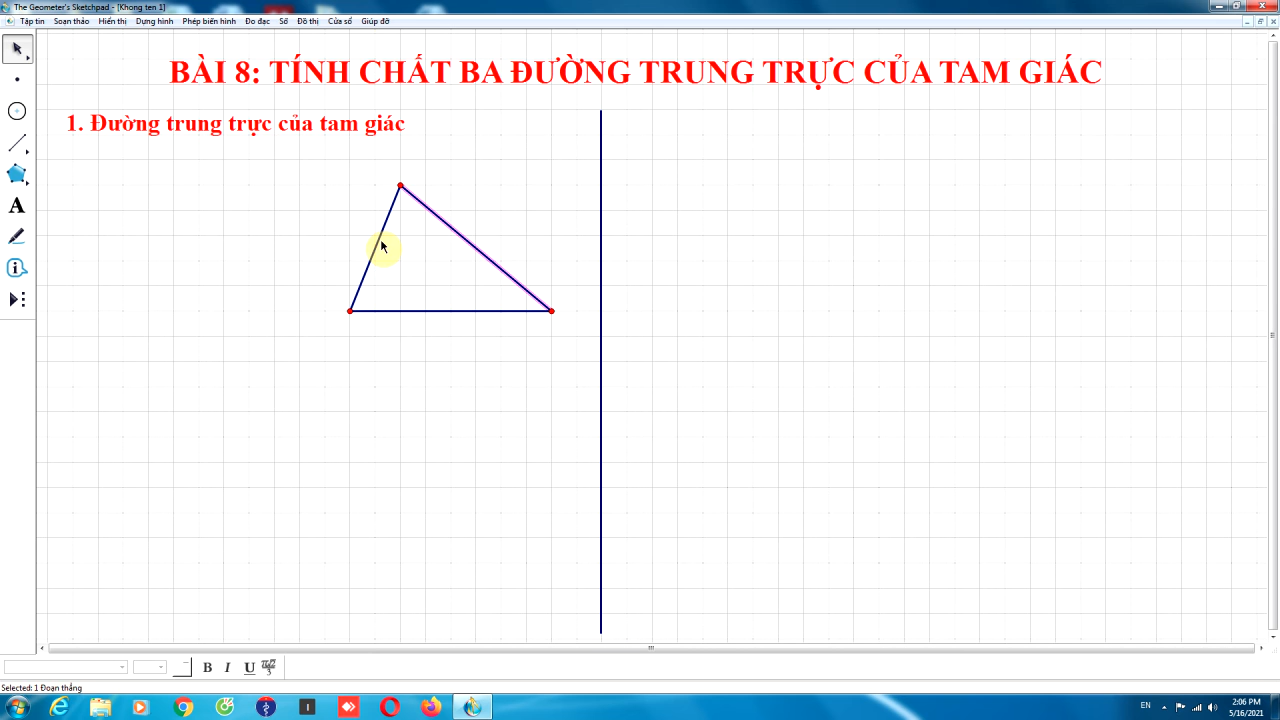 The Geometer's Sketchpad - [Khong ten 1]
Tập tin Soạn thảo Hiển thị Dựng hình Phép biến hình Đo đạc Số Đồ thị Cửa sổ Giúp đỡ
BÀI 8: TÍNH CHẤT BA ĐƯỜNG TRUNG TRỰC CỦA TAM GIÁC
1. Đường trung trực của tam giác
A
B I U
Selected: 1 Đoạn thẳng
EN
2:06 PM
5/16/2021